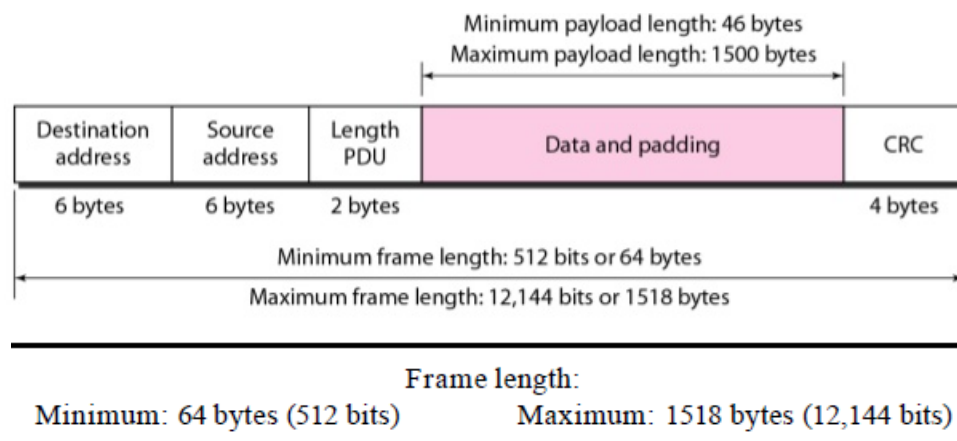 Minimum payload length: 46 bytes
Maximum payload length: 1500 bytes
Destination address
Source address
Length PDU
Data and padding
CRC
6 bytes
6 bytes
2 bytes
4 bytes
Minimum frame length: 512 bits or 64 bytes
Maximum frame length: 12,144 bits or 1518 bytes
Frame length:
Minimum: 64 bytes (512 bits) Maximum: 1518 bytes (12,144 bits)